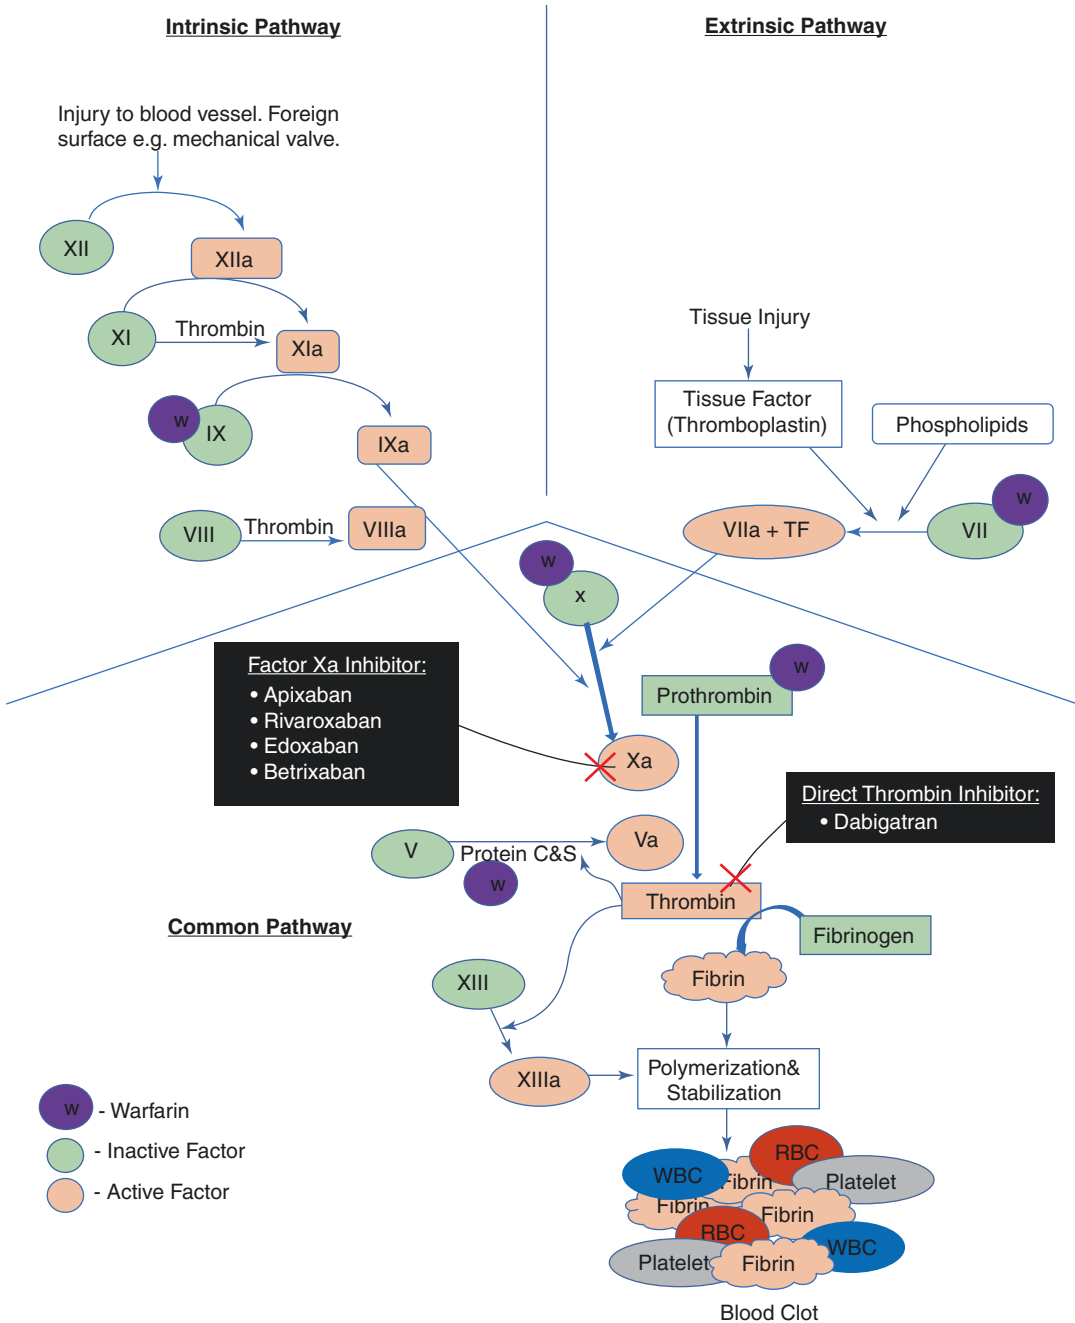 Intrinsic Pathway
Extrinsic Pathway
Injury to blood vessel. Foreign
surface e.g. mechanical valve.
XII
XIIa
XI
Thrombin
XIa
w
IX
IXa
VIII
Thrombin
VIIIa
Tissue Injury
Tissue Factor
(Thromboplastin)
Phospholipids
w
VII
VIIa + TF
w
x
Factor Xa Inhibitor:
• Apixaban
• Rivaroxaban
• Edoxaban
• Betrixaban
w
Prothrombin
Xa
Direct Thrombin Inhibitor:
• Dabigatran
V
Protein C&S
w
Va
Thrombin
Common Pathway
Fibrinogen
Fibrin
XIII
XIIIa
Polymerization&
Stabilization
w - Warfarin
- Inactive Factor
- Active Factor
RBC
WBC
Fibrin
Platelet
Fibrin
Fibrin
RBC
WBC
Platelet
Fibrin
Blood Clot